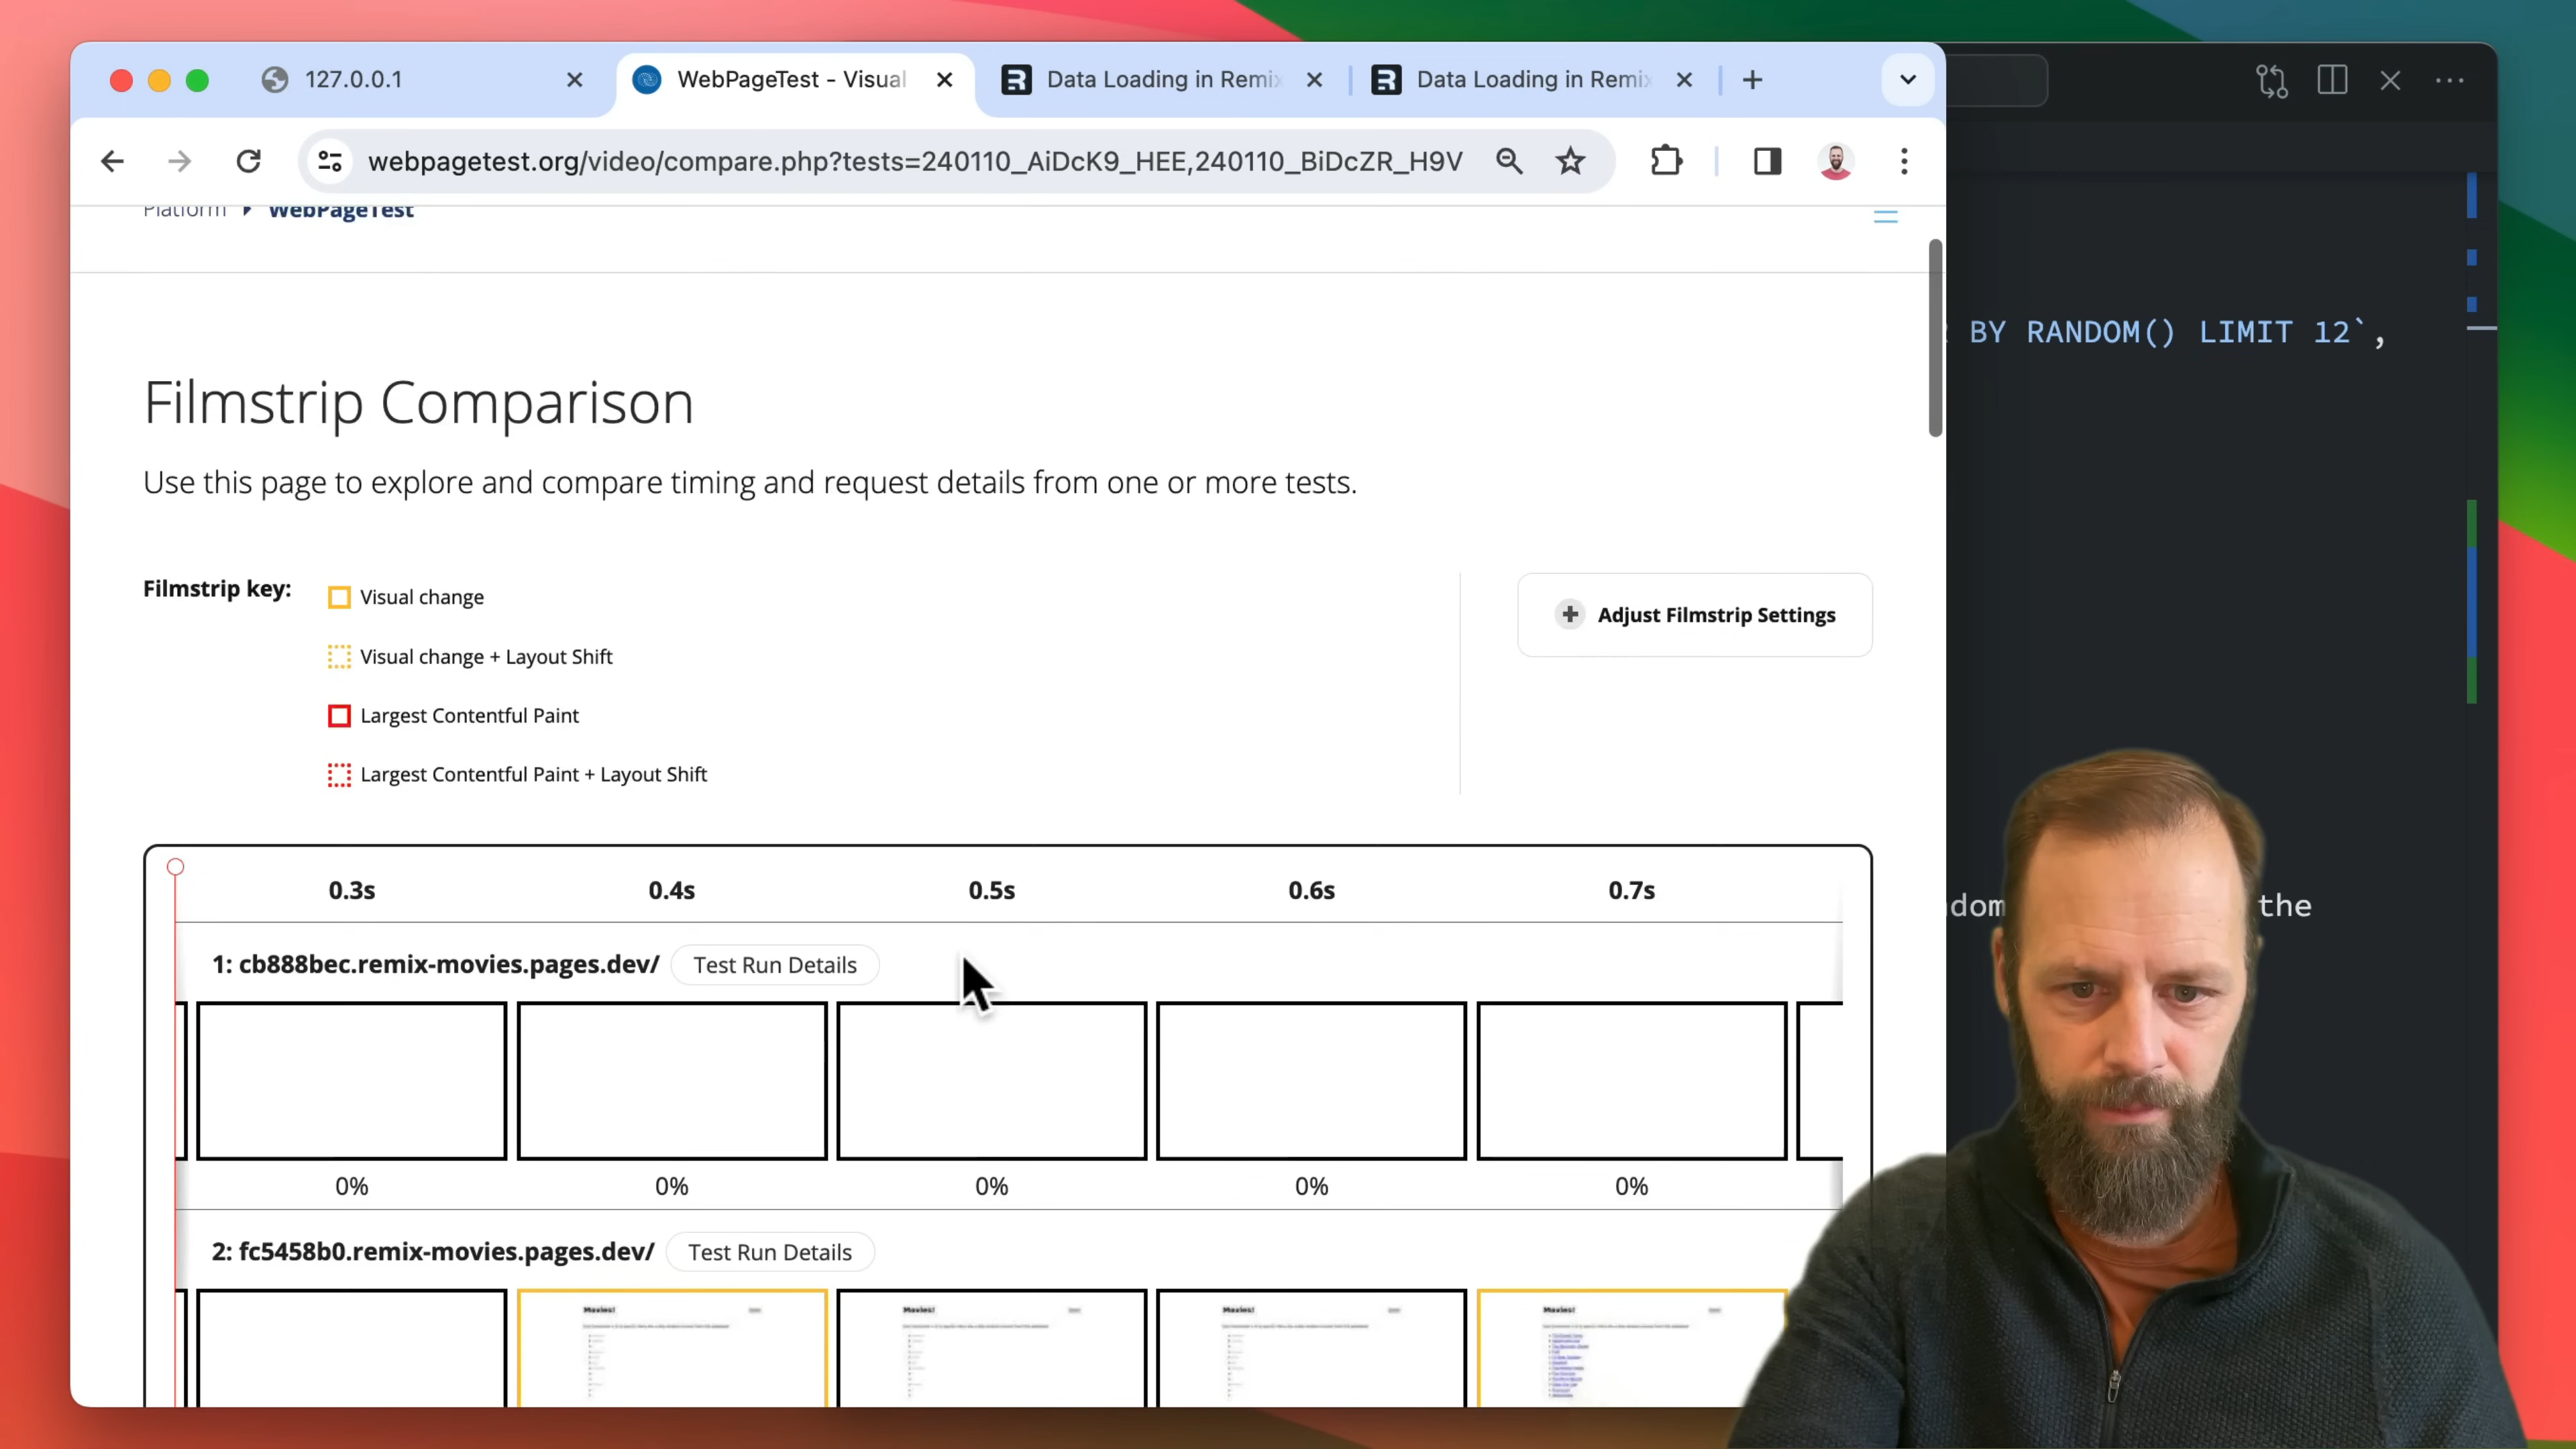 127.0.0.1
WebPageTest - Visual
Data Loading in Remix
Data Loading in Remix
webpagetest.org/video/compare.php?tests=240110_AiDcK9_HEE,240110_BiDcZR_H9V
Platform WebPageTest
BY RANDOM() LIMIT 12`,
Filmstrip Comparison
Use this page to explore and compare timing and request details from one or more tests.
Filmstrip key:
Visual change
Visual change + Layout Shift
Largest Contentful Paint
Largest Contentful Paint + Layout Shift
Adjust Filmstrip Settings
0.3s 0.4s 0.5s 0.6s 0.7s
dom the
1: cb888bec.remix-movies.pages.dev/ Test Run Details
0% 0% 0% 0% 0%
2: fc5458b0.remix-movies.pages.dev/ Test Run Details
Movies! Movies! Movies! Movies!